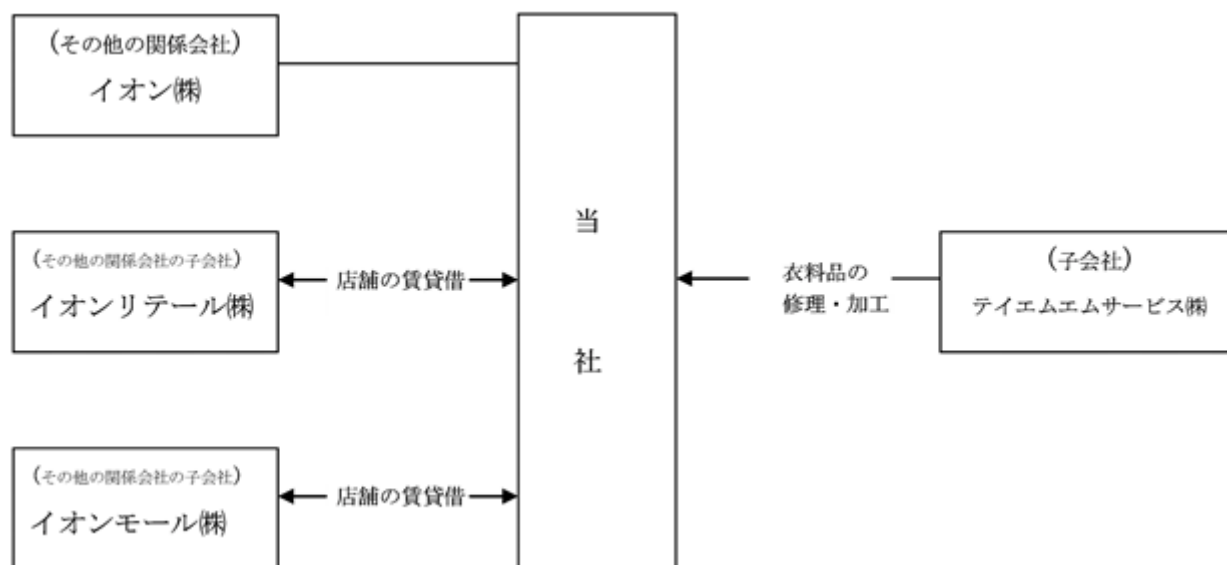 (その他の関係会社)
イオン㈱
(その他の関係会社の子会社)
イオンリテール㈱
店舗の賃貸借
(その他の関係会社の子会社)
イオンモール㈱
店舗の賃貸借
当
社
衣料品の
修理・加工
(子会社)
テイエムエムサービス㈱